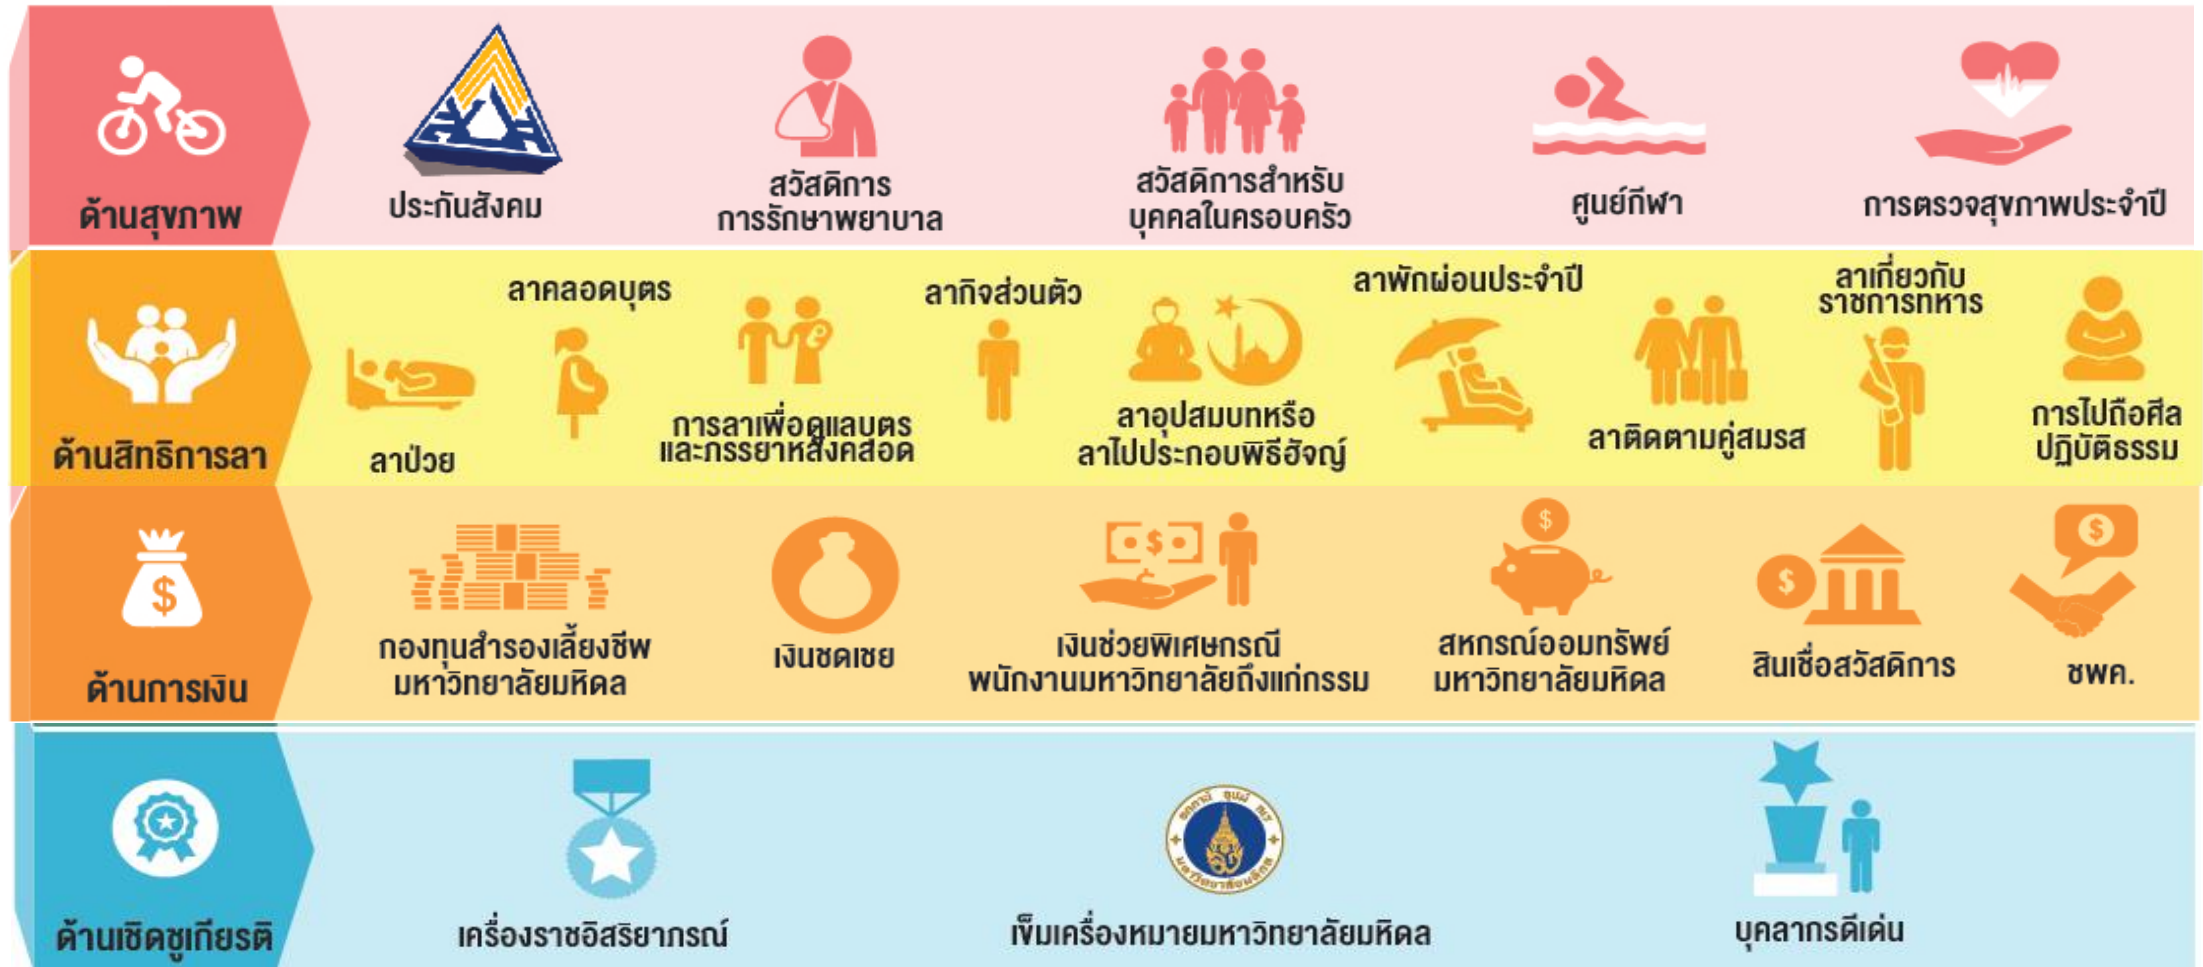 ด้านสุขภาพ
ประกันสังคม
สวัสดิการ
การรักษาพยาบาล
สวัสดิการสำหรับ
บุคคลในครอบครัว
ศูนย์กีฬา
การตรวจสุขภาพประจำปี
ด้านสิทธิการลา
ลาป่วย
ลาคลอดบุตร
การลาเพื่อดูแลบุตร
และภรรยาหลังคลอด
ลากิจส่วนตัว
ลาอุปสมบทหรือ
ลาไปประกอบพิธีฮัจญ์
ลาพักผ่อนประจำปี
ลาติดตามคู่สมรส
ลาเกี่ยวกับ
ราชการทหาร
การไปถือศีล
ปฏิบัติธรรม
ด้านการเงิน
กองทุนสำรองเลี้ยงชีพ
มหาวิทยาลัยมหิดล
เงินชดเชย
เงินช่วยพิเศษกรณี
พนักงานมหาวิทยาลัยถึงแก่กรรม
สหกรณ์ออมทรัพย์
มหาวิทยาลัยมหิดล
สินเชื่อสวัสดิการ
ชพค.
ด้านเชิดชูเกียรติ
เครื่องราชอิสริยาภรณ์
มหาวิทยาลัยมหิดล
เข็มเครื่องหมายมหาวิทยาลัยมหิดล
บุคลากรดีเด่น